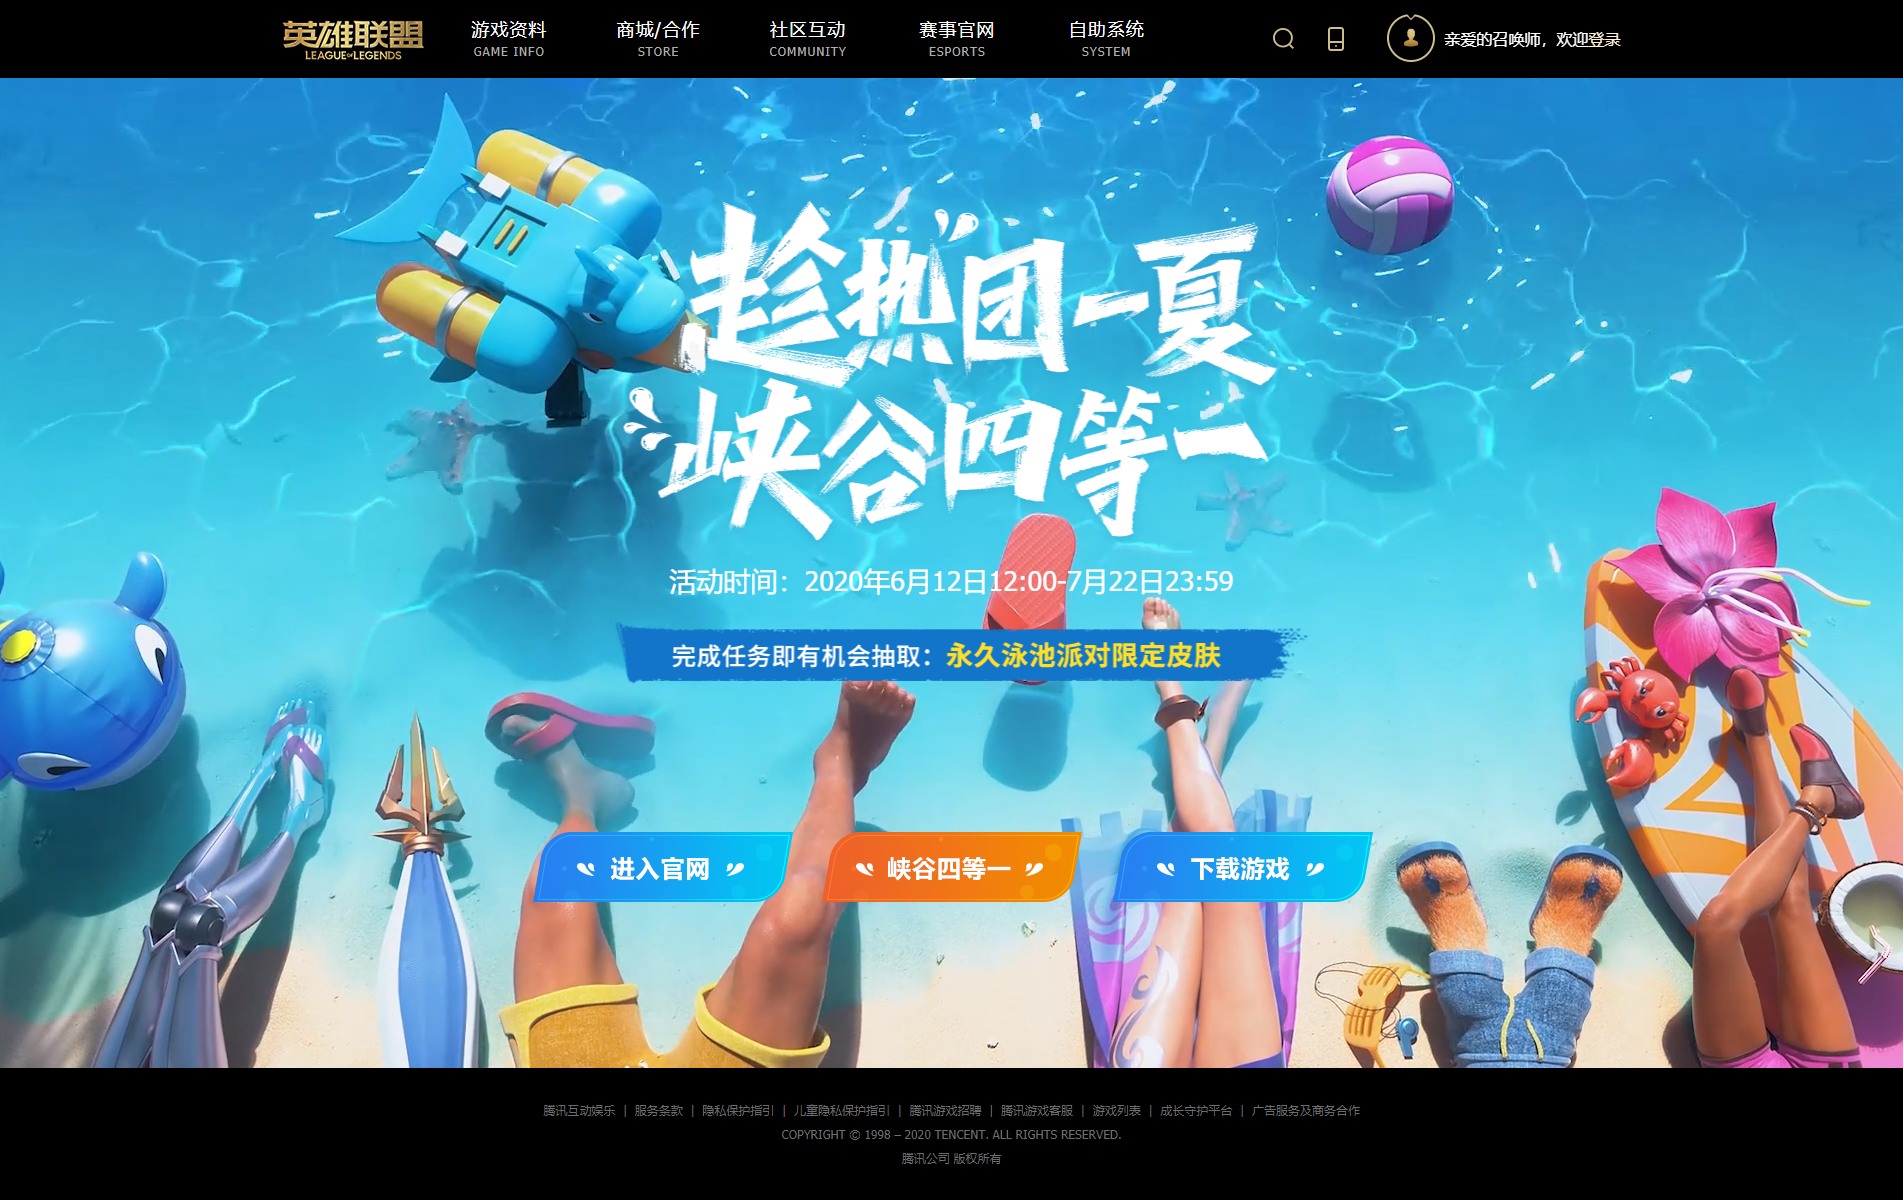 英雄联盟
LEAGUE OF LEGENDS
游戏资料
GAME INFO
商城/合作
STORE
社区互动
COMMUNITY
赛事官网
ESPORTS
自助系统
SYSTEM
亲爱的召唤师，欢迎登录
趁热团一夏
峡谷四等一
活动时间：2020年6月12日12:00-7月22日23:59
完成任务即有机会抽取：永久泳池派对限定皮肤
进入官网
峡谷四等一
下载游戏
腾讯互动娱乐 | 服务条款 | 隐私保护指引 | 儿童隐私保护指引 | 腾讯游戏招聘 | 腾讯游戏客服 | 游戏列表 | 成长守护平台 | 广告服务及商务合作
COPYRIGHT © 1998 – 2020 TENCENT. ALL RIGHTS RESERVED.
腾讯公司 版权所有